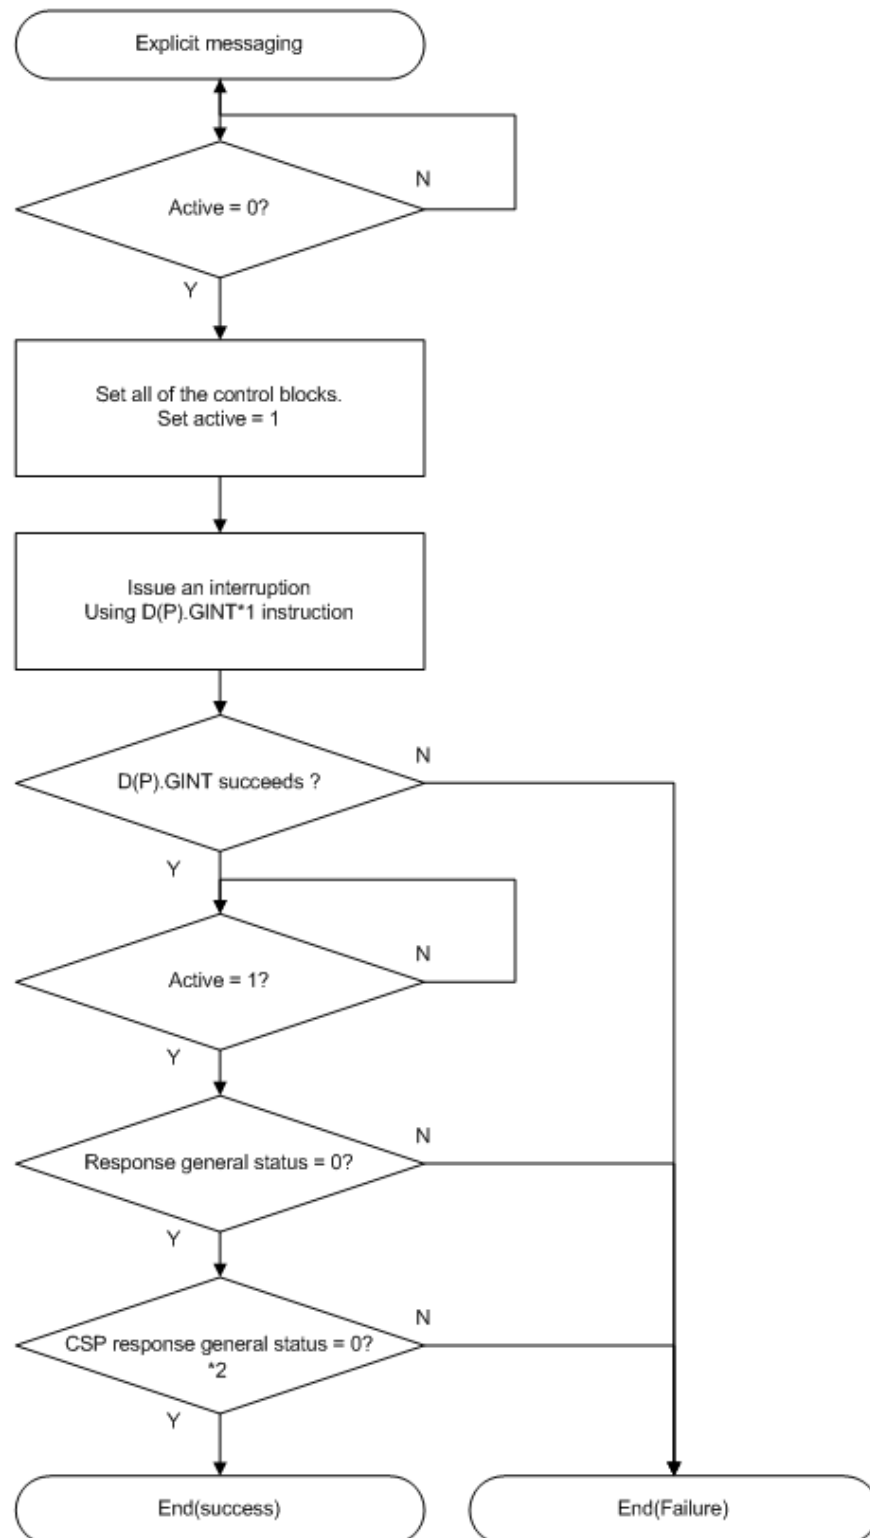 Explicit messaging
N
Active = 0?
Y
Set all of the control blocks.
Set active = 1
Issue an interruption
Using D(P).GINT*1 instruction
N
D(P).GINT succeeds ?
Y
N
Active = 1?
Y
N
Response general status = 0?
Y
N
CSP response general status = 0?
*2
Y
End(success)
End(Failure)